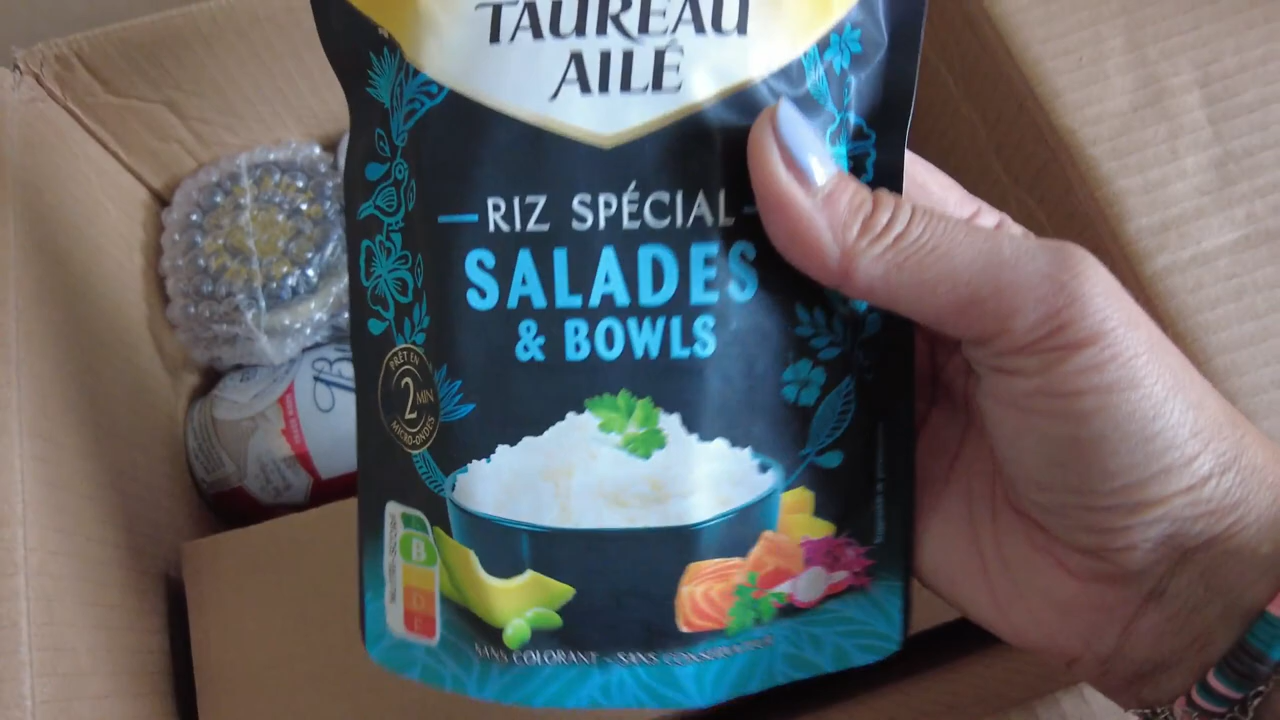 TAUREAU
AILÉ
RIZ SPÉCIAL
SALADES
& BOWLS
PRÊT EN
2 MIN
MICRO-ONDES
B
D
E
SANS COLORANT - SANS CONSERVATEUR